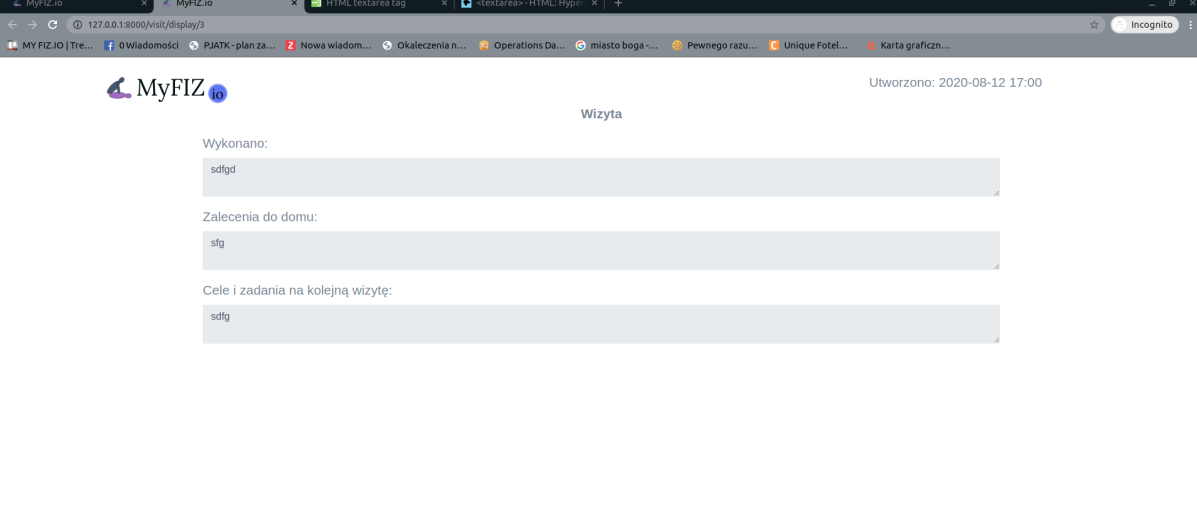 MyFIZ.io
MyFIZ.io
HTML textarea tag
<textarea> - HTML: Hyper
127.0.0.1:8000/visit/display/3
Incognito
MY FIZ.IO | Tre...
0 Wiadomości
PJATK - plan za...
Nowa wiadom...
Okaleczenia n...
Operations Da...
miasto boga -...
Pewnego razu...
Unique Fotel...
Karta graficzn...
MyFIZ io
Utworzono: 2020-08-12 17:00
Wizyta
Wykonano:
sdfgd
Zalecenia do domu:
sfg
Cele i zadania na kolejną wizytę:
sdfg